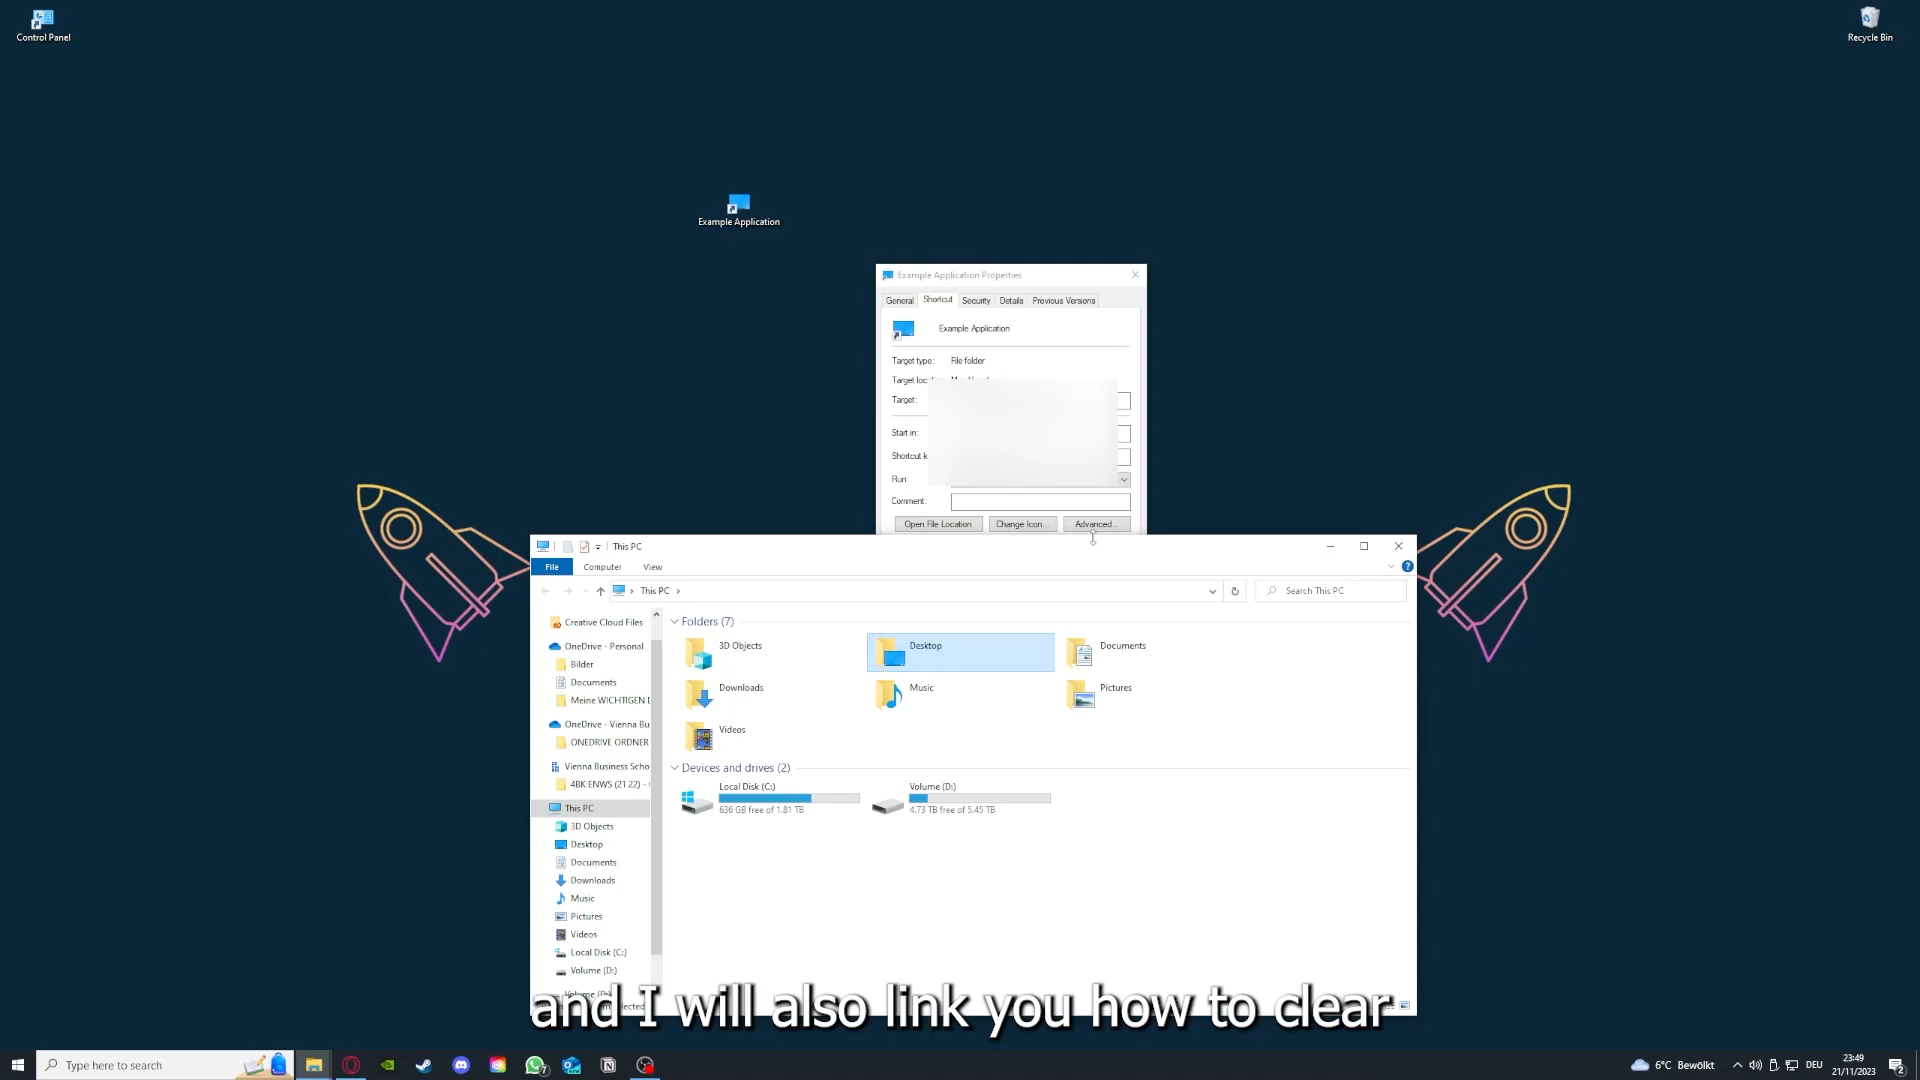 Control Panel
Recycle Bin
Example Application
Example Application Properties
General Shortcut Security Details Previous Versions
Example Application
Target type: File folder
Target
Target:
Start in:
Shortcut k
Run:
Comment:
Open File Location Change Icon... Advanced...
This PC
File Computer View
This PC
Search This PC
Creative Cloud Files
OneDrive - Personal
Bilder
Documents
Meine WICHTIGEN
OneDrive - Vienna Bu
ONEDRIVE ORDNER
Vienna Business Scho
4BK ENWS (21 22) -
This PC
3D Objects
Desktop
Documents
Downloads
Music
Pictures
Videos
Local Disk (C:)
Volume (D:)
Folders (7)
3D Objects
Desktop
Documents
Downloads
Music
Pictures
Videos
Devices and drives (2)
Local Disk (C:)
636 GB free of 1.81 TB
Volume (D:)
4.73 TB free of 5.45 TB
and I will also link you how to clear
Type here to search
7
6°C Bewölkt
DEU
23:49
21/11/2023
2